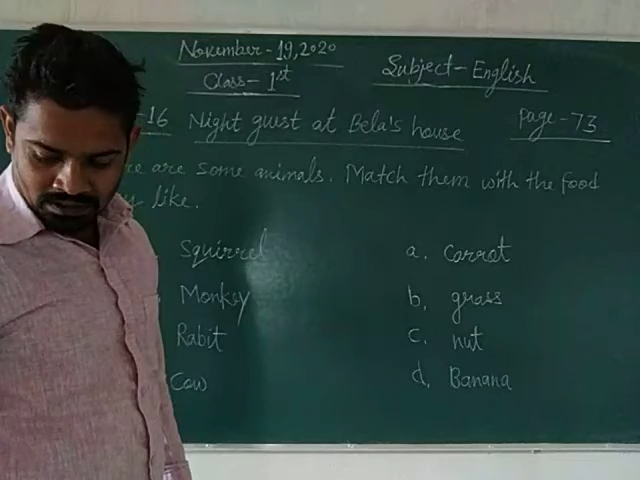 November-19,2020
Class-1st
Subject-English
16 Night guest at Bela's house
page-73
re are some animals. Match them with the food
like.
Squirrel a. Carrot
Monkey b. grass
Rabit c. nut
Cow d. Banana